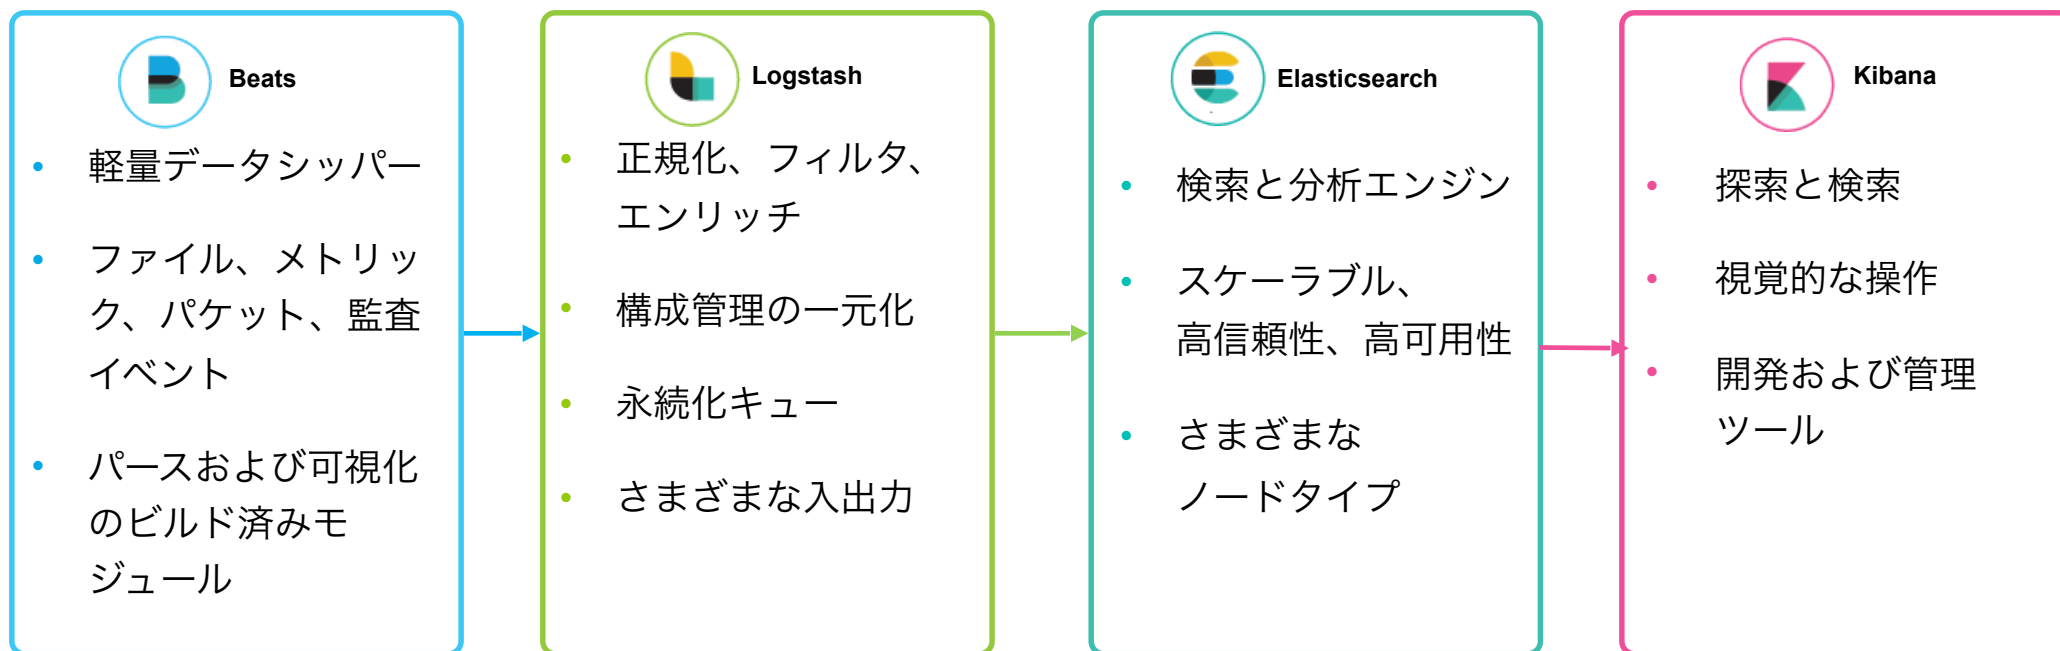 Beats
• 軽量データシッパー
• ファイル、メトリッ
ク、パケット、監査
イベント
• パースおよび可視化
のビルド済みモ
ジュール
Logstash
• 正規化、フィルタ、
エンリッチ
• 構成管理の一元化
• 永続化キュー
• さまざまな入出力
Elasticsearch
• 検索と分析エンジン
• スケーラブル、
高信頼性、高可用性
• さまざまな
ノードタイプ
Kibana
• 探索と検索
• 視覚的な操作
• 開発および管理
ツール